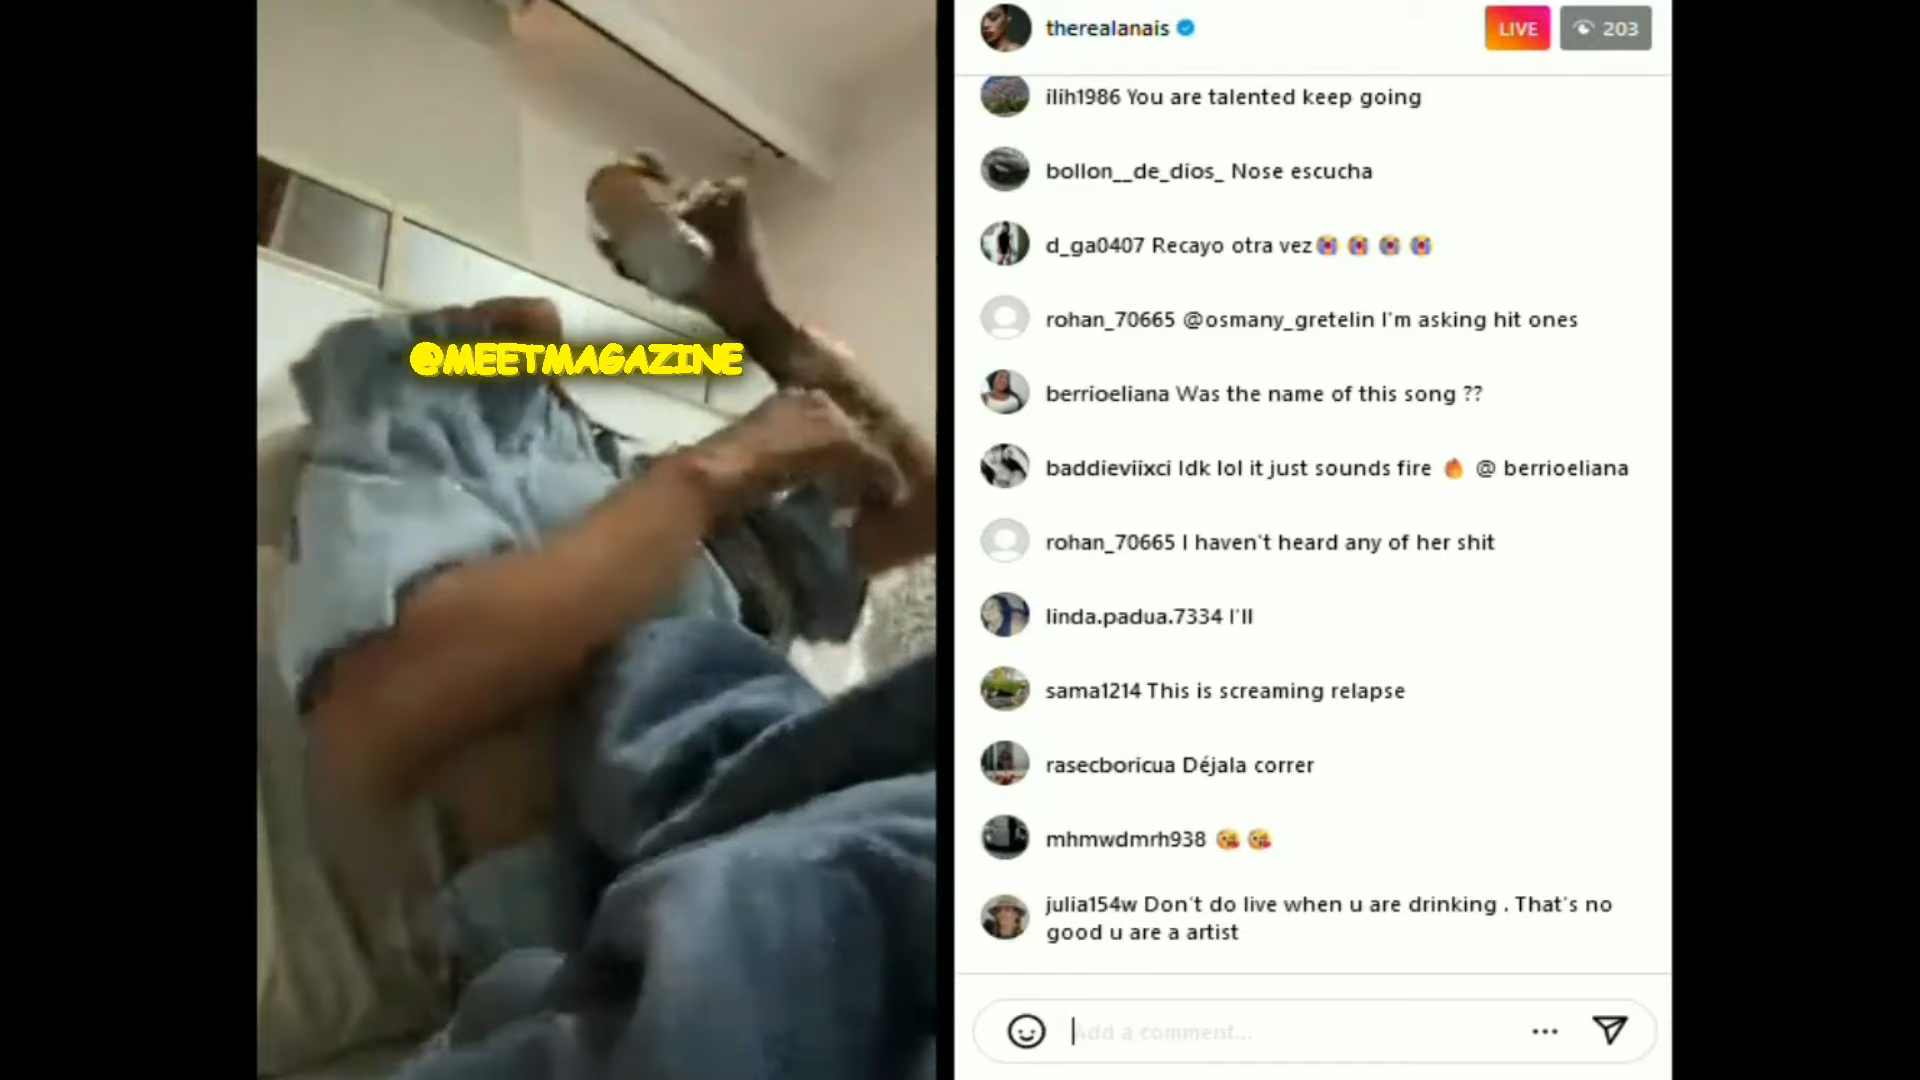 therealanais
LIVE
203
ilih1986 You are talented keep going
bollon__de_dios_ Nose escucha
d_ga0407 Recayo otra vez😭 😭 😭 😭
rohan_70665 @osmany_gretelin I'm asking hit ones
@MEETMAGAZINE
berrioeliana Was the name of this song ??
baddieviixci Idk lol it just sounds fire 🔥 @ berrioeliana
rohan_70665 I haven't heard any of her shit
linda.padua.7334 I'll
sama1214 This is screaming relapse
rasecboricua Déjala correr
mhmwdmrh938 😘 😘
julia154w Don't do live when u are drinking . That's no
good u are a artist
Add a comment...